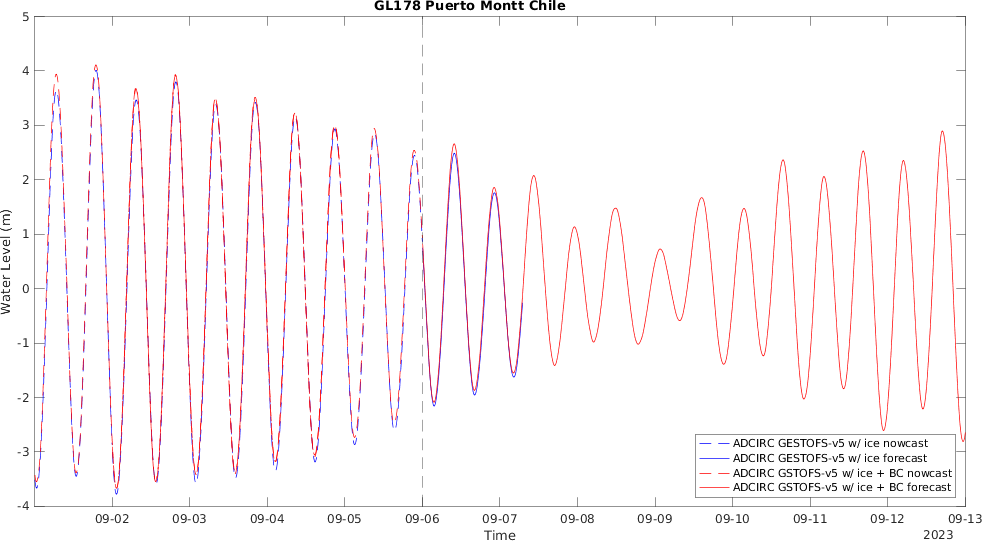 GL178 Puerto Montt Chile
5
4
3
2
1
0
-1
-2
-3
-4
Water Level (m)
ADCIRC GESTOFS-v5 w/ ice nowcast
ADCIRC GESTOFS-v5 w/ ice forecast
ADCIRC GSTOFS-v5 w/ ice + BC nowcast
ADCIRC GSTOFS-v5 w/ ice + BC forecast
09-02 09-03 09-04 09-05 09-06 09-07 09-08 09-09 09-10 09-11 09-12 09-13
Time
2023